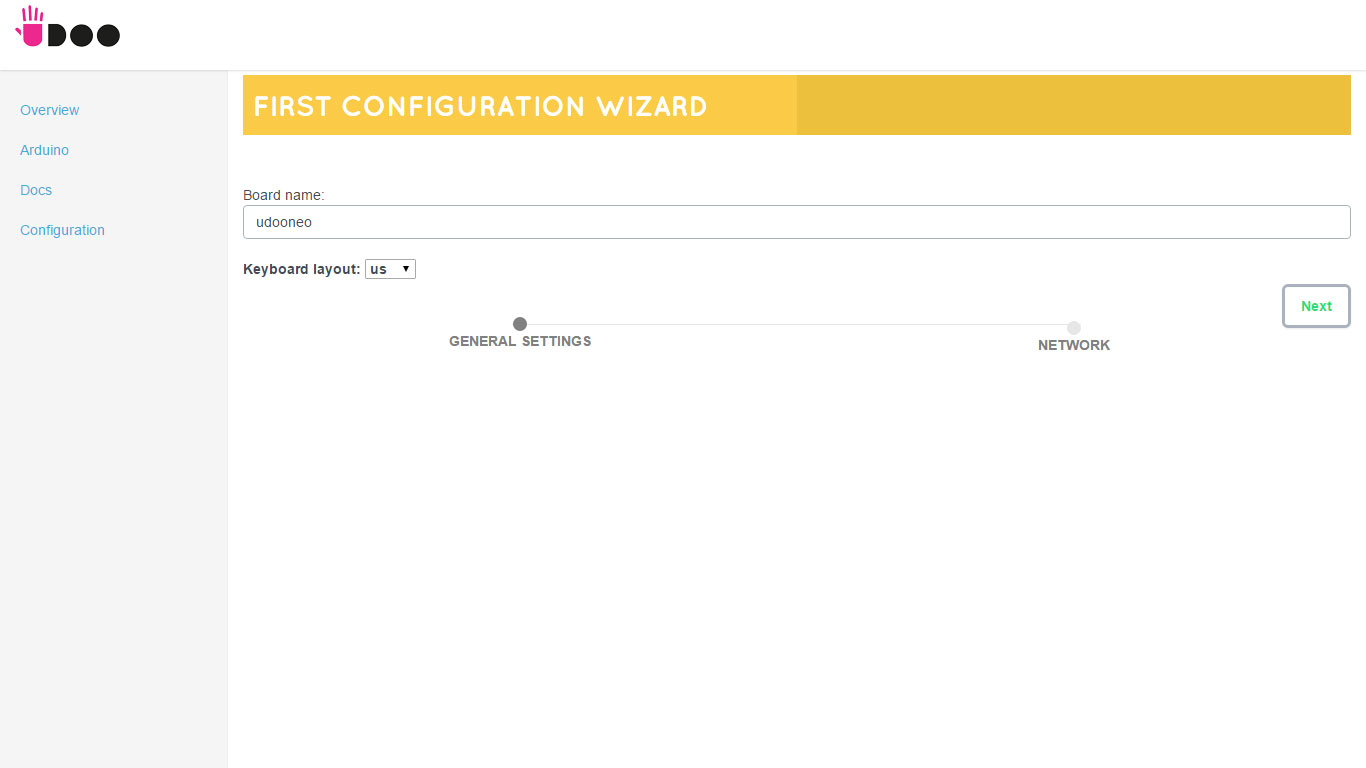 UDOO
Overview
Arduino
Docs
Configuration
FIRST CONFIGURATION WIZARD
Board name:
udooneo
Keyboard layout: us
Next
GENERAL SETTINGS
NETWORK